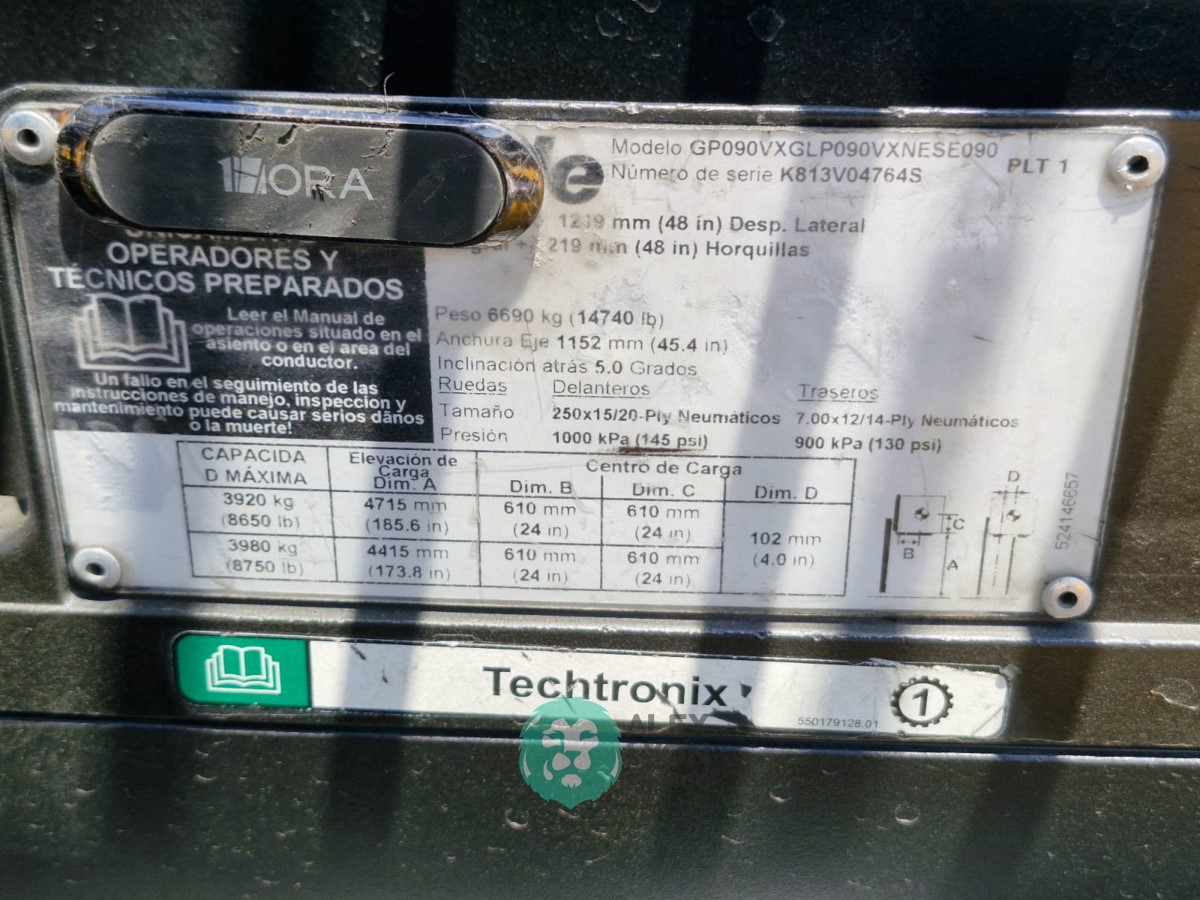 1HORA
le
Modelo GP090VXGLP090VXNESE090
Número de serie K813V04764S
PLT 1
1219 mm (48 in) Desp. Lateral
+ 1219 mm (48 in) Horquillas
OPERADORES Y
TÉCNICOS PREPARADOS
Leer el Manual de
operaciones situado en el
asiento o en el area del
conductor.
Un fallo en el seguimiento de las
instrucciones de manejo, inspeccion y
mantenimiento puede causar serios daños
o la muerte!
Peso 6690 kg (14740 lb)
Anchura Eje 1152 mm (45.4 in)
Inclinación atrás 5.0 Grados
Ruedas Delanteros Traseros
Tamaño 250x15/20-Ply Neumáticos 7.00x12/14-Ply Neumáticos
Presión 1000 kPa (145 psi) 900 kPa (130 psi)
CAPACIDA D MÁXIMA Elevación de Carga Dim. A Centro de Carga
Dim. B Dim. C Dim. D
3920 kg 4715 mm 610 mm 610 mm
(8650 lb) (185.6 in) (24 in) (24 in)
102 mm
(4.0 in)
3980 kg 4415 mm 610 mm 610 mm
(8750 lb) (173.8 in) (24 in) (24 in)
D
C
B
A
524146657
Techtronix
550179128.01
1
ALEX